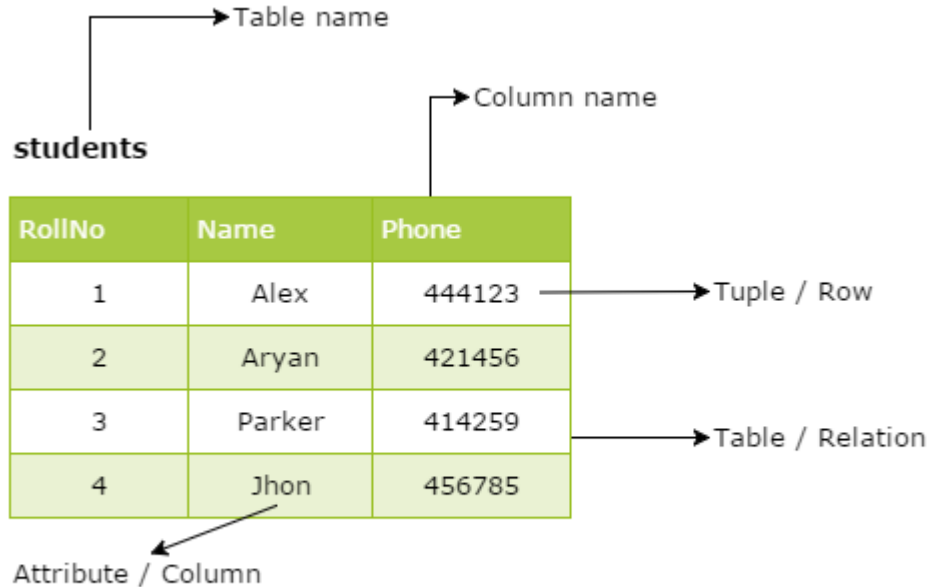 Table name
Column name
students
RollNo Name Phone
1 Alex 444123 Tuple / Row
2 Aryan 421456
3 Parker 414259
Table / Relation
4 Jhon 456785
Attribute / Column